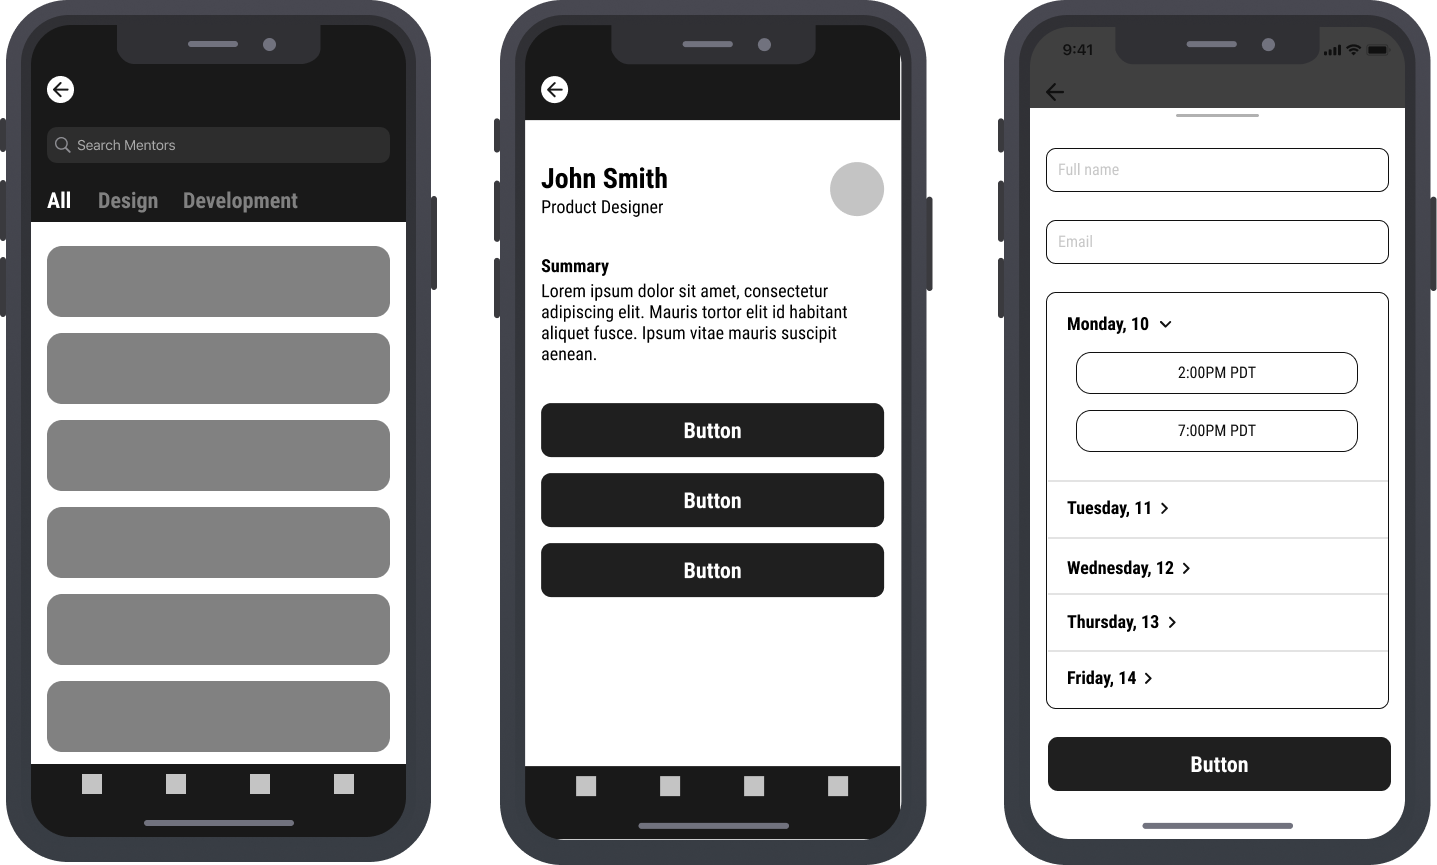 Search Mentors
All Design Development
John Smith
Product Designer
Summary
Lorem ipsum dolor sit amet, consectetur
adipiscing elit. Mauris tortor elit id habitant
aliquet fusce. Ipsum vitae mauris suscipit
aenean.
Button
Button
Button
9:41
Full name
Email
Monday, 10
2:00PM PDT
7:00PM PDT
Tuesday, 11
Wednesday, 12
Thursday, 13
Friday, 14
Button